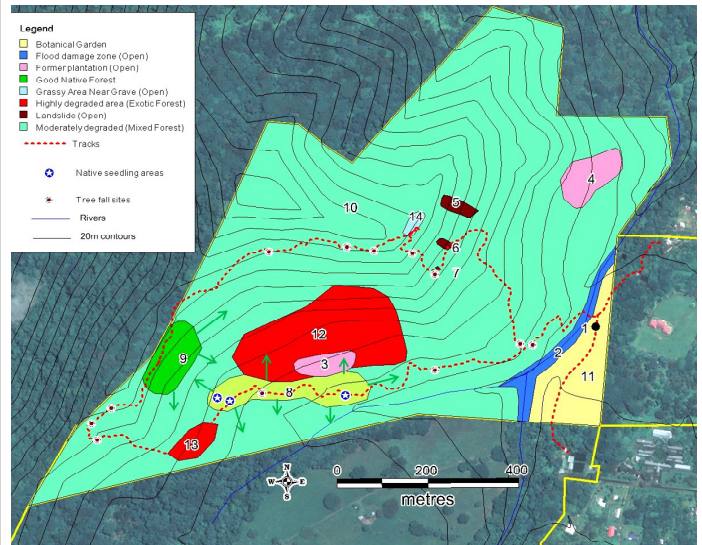 Legend
Botanical Garden
Flood damage zone (Open)
Former plantation (Open)
Good Native Forest
Grassy Area Near Grave (Open)
Highly degraded area (Exotic Forest)
Landslide (Open)
Moderately degraded (Mixed Forest)
Tracks
Native seedling areas
Tree fall sites
Rivers
20m contours
4
5
14
10
6
7
1
12
2
3
9
8
11
13
N
W E
S
0 200 400
metres